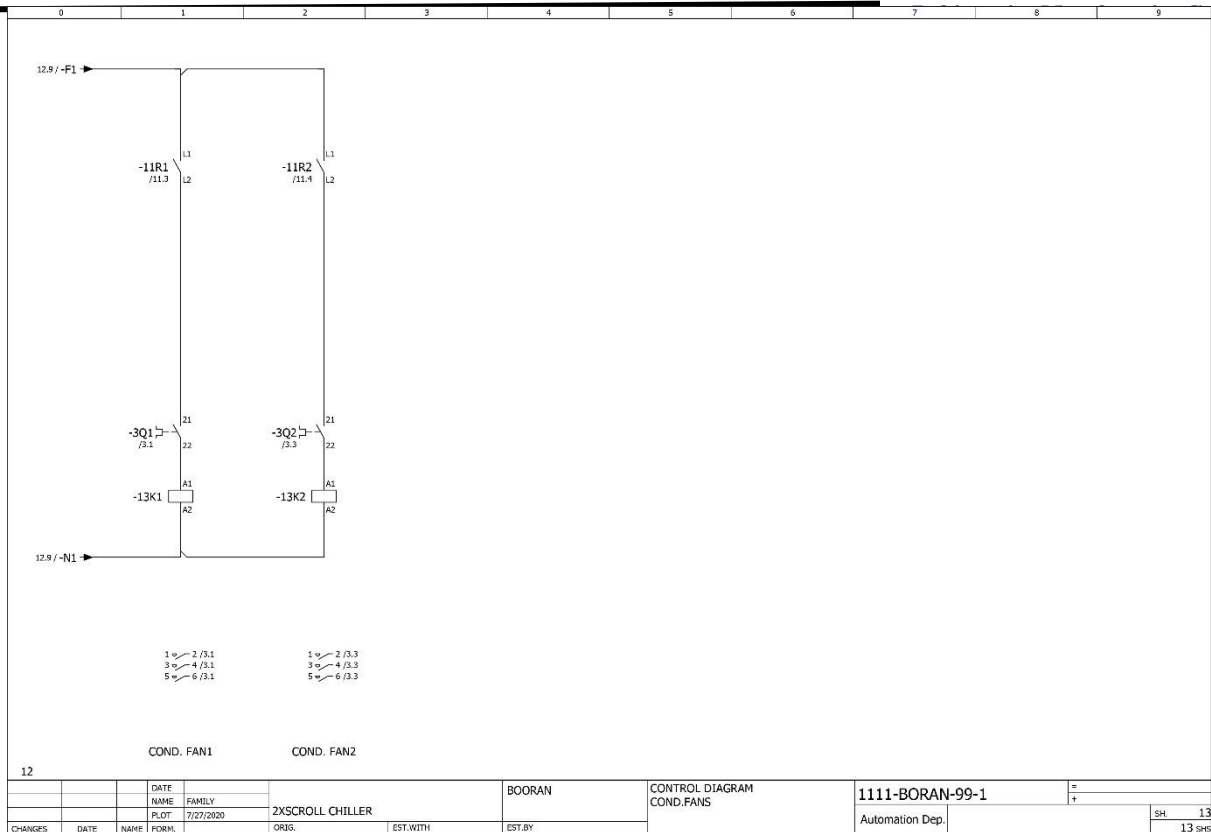 0 1 2 3 4 5 6 7 8 9
12.9 / -F1
L1 L1
-11R1 -11R2
/11.3 L2 /11.4 L2
21 21
-3Q1 -3Q2
/3.1 22 /3.3 22
A1 A1
-13K1 -13K2
A2 A2
12.9 / -N1
1 2 /3.1 1 2 /3.3
3 4 /3.1 3 4 /3.3
5 6 /3.1 5 6 /3.3
COND. FAN1 COND. FAN2
12
DATE BOORAN CONTROL DIAGRAM 1111-BORAN-99-1 =
NAME FAMILY COND.FANS +
PLOT 7/27/2020 2XSCROLL CHILLER Automation Dep. SH. 13
CHANGES DATE NAME FORM. ORIG. EST.WITH EST.BY 13 SHS